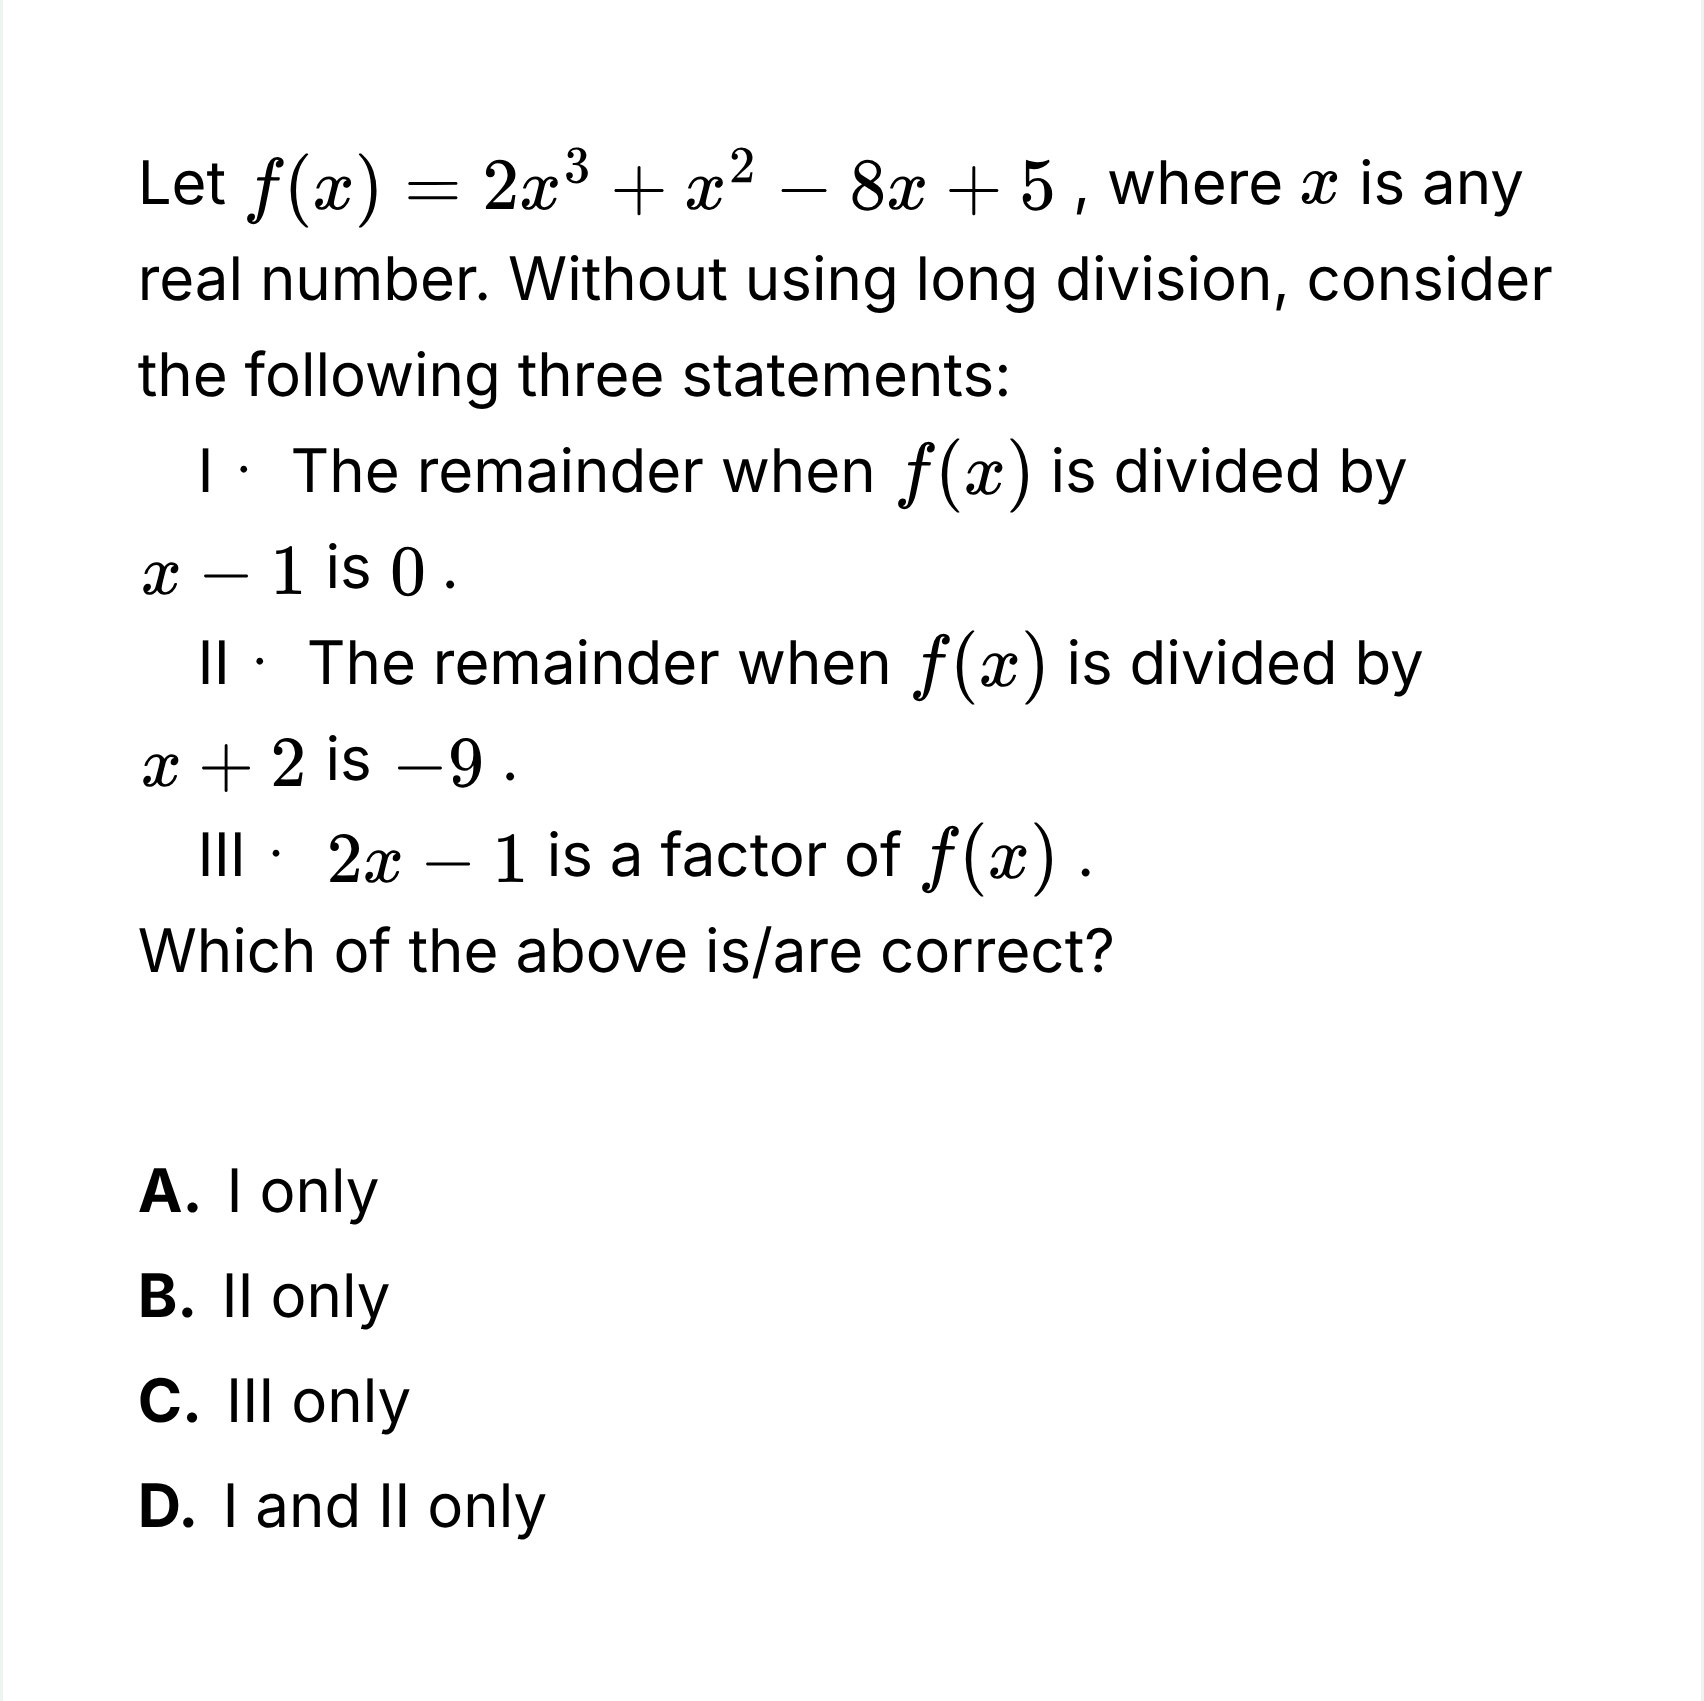 Let f(x) = 2x³ + x² − 8x + 5 , where x is any
real number. Without using long division, consider
the following three statements:
I · The remainder when f(x) is divided by
x − 1 is 0 .
II · The remainder when f(x) is divided by
x + 2 is −9 .
III · 2x − 1 is a factor of f(x) .
Which of the above is/are correct?
A. I only
B. II only
C. III only
D. I and II only